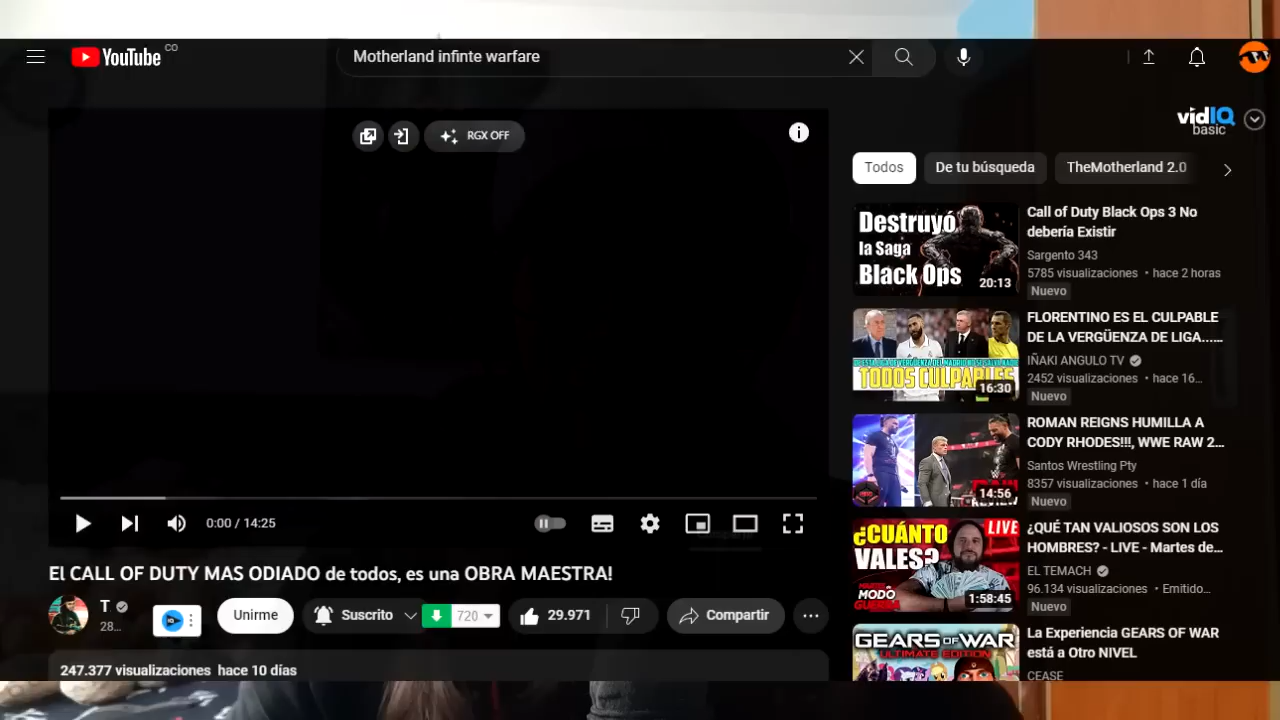 YouTube CO
Motherland infinte warfare
RGX OFF
vidIQ
basic
Todos
De tu búsqueda
TheMotherland 2.0
Destruyó
la Saga
Black Ops
20:13
Call of Duty Black Ops 3 No
debería Existir
Sargento 343
5785 visualizaciones • hace 2 horas
Nuevo
TODOS CULPABLES
16:30
FLORENTINO ES EL CULPABLE
DE LA VERGÜENZA DE LIGA......
IÑAKI ANGULO TV
2452 visualizaciones • hace 16...
Nuevo
14:56
ROMAN REIGNS HUMILLA A
CODY RHODES!!!, WWE RAW 2...
Santos Wrestling Pty
8357 visualizaciones • hace 1 día
Nuevo
¿CUÁNTO
VALES?
LIVE
MODO
GUERRA
1:58:45
¿QUÉ TAN VALIOSOS SON LOS
HOMBRES? - LIVE - Martes de...
EL TEMACH
96.134 visualizaciones • Emitido...
Nuevo
GEARS OF WAR
ULTIMATE EDITION
La Experiencia GEARS OF WAR
está a Otro NIVEL
CEASE
0:00 / 14:25
El CALL OF DUTY MAS ODIADO de todos, es una OBRA MAESTRA!
T
28...
Unirme
Suscrito
720
29.971
Compartir
247.377 visualizaciones hace 10 días